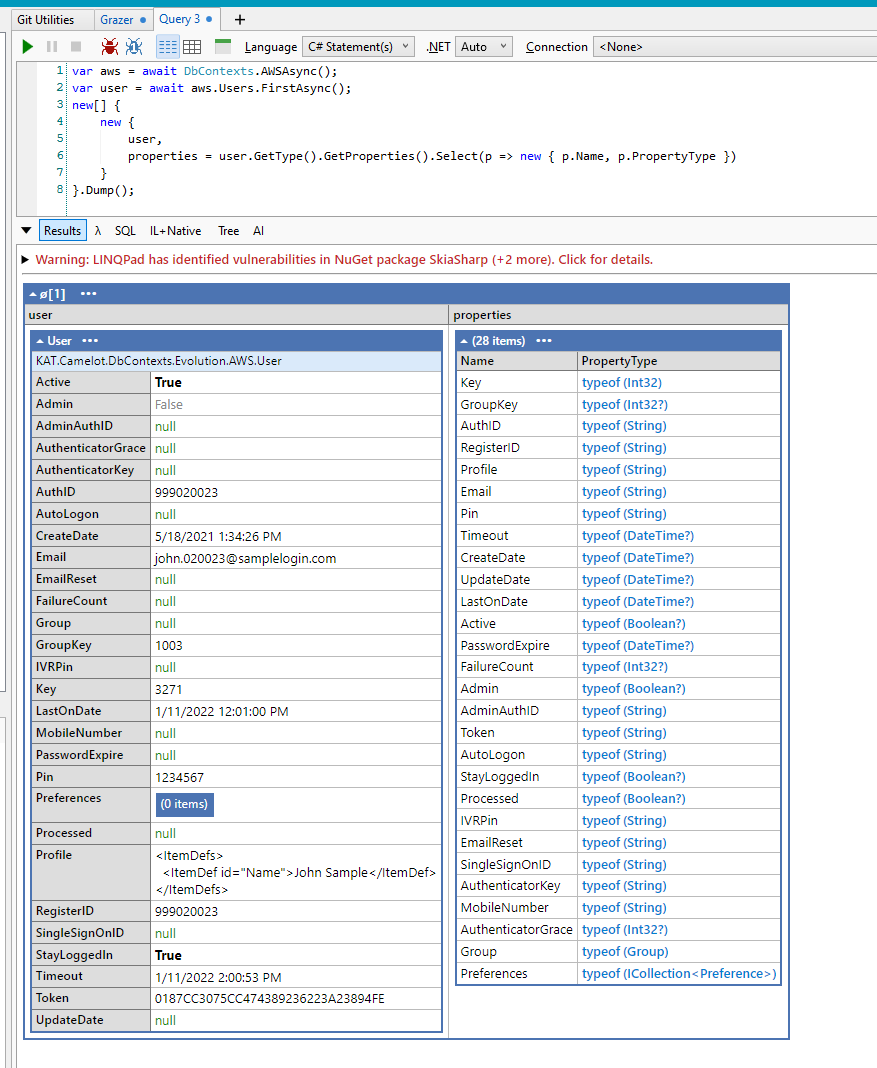 Git Utilities Grazer Query 3 +
Language C# Statement(s) .NET Auto Connection <None>
1 var aws = await DbContexts.AWSAsync();
2 var user = await aws.Users.FirstAsync();
3 new[] {
4 new {
5 user,
6 properties = user.GetType().GetProperties().Select(p => new { p.Name, p.PropertyType })
7 }
8 }.Dump();
Results λ SQL IL+Native Tree AI
Warning: LINQPad has identified vulnerabilities in NuGet package SkiaSharp (+2 more). Click for details.
ø[1] •••
user
User •••
KAT.Camelot.DbContexts.Evolution.AWS.User
Active True
Admin False
AdminAuthID null
AuthenticatorGrace null
AuthenticatorKey null
AuthID 999020023
AutoLogon null
CreateDate 5/18/2021 1:34:26 PM
Email john.020023@samplelogin.com
EmailReset null
FailureCount null
Group null
GroupKey 1003
IVRPin null
Key 3271
LastOnDate 1/11/2022 12:01:00 PM
MobileNumber null
PasswordExpire null
Pin 1234567
Preferences (0 items)
Processed null
Profile <ItemDefs>
<ItemDef id="Name">John Sample</ItemDef>
</ItemDefs>
RegisterID 999020023
SingleSignOnID null
StayLoggedIn True
Timeout 1/11/2022 2:00:53 PM
Token 0187CC3075CC474389236223A23894FE
UpdateDate null
properties
(28 items) •••
Name PropertyType
Key typeof (Int32)
GroupKey typeof (Int32?)
AuthID typeof (String)
RegisterID typeof (String)
Profile typeof (String)
Email typeof (String)
Pin typeof (String)
Timeout typeof (DateTime?)
CreateDate typeof (DateTime?)
UpdateDate typeof (DateTime?)
LastOnDate typeof (DateTime?)
Active typeof (Boolean?)
PasswordExpire typeof (DateTime?)
FailureCount typeof (Int32?)
Admin typeof (Boolean?)
AdminAuthID typeof (String)
Token typeof (String)
AutoLogon typeof (String)
StayLoggedIn typeof (Boolean?)
Processed typeof (Boolean?)
IVRPin typeof (String)
EmailReset typeof (String)
SingleSignOnID typeof (String)
AuthenticatorKey typeof (String)
MobileNumber typeof (String)
AuthenticatorGrace typeof (Int32?)
Group typeof (Group)
Preferences typeof (ICollection<Preference>)